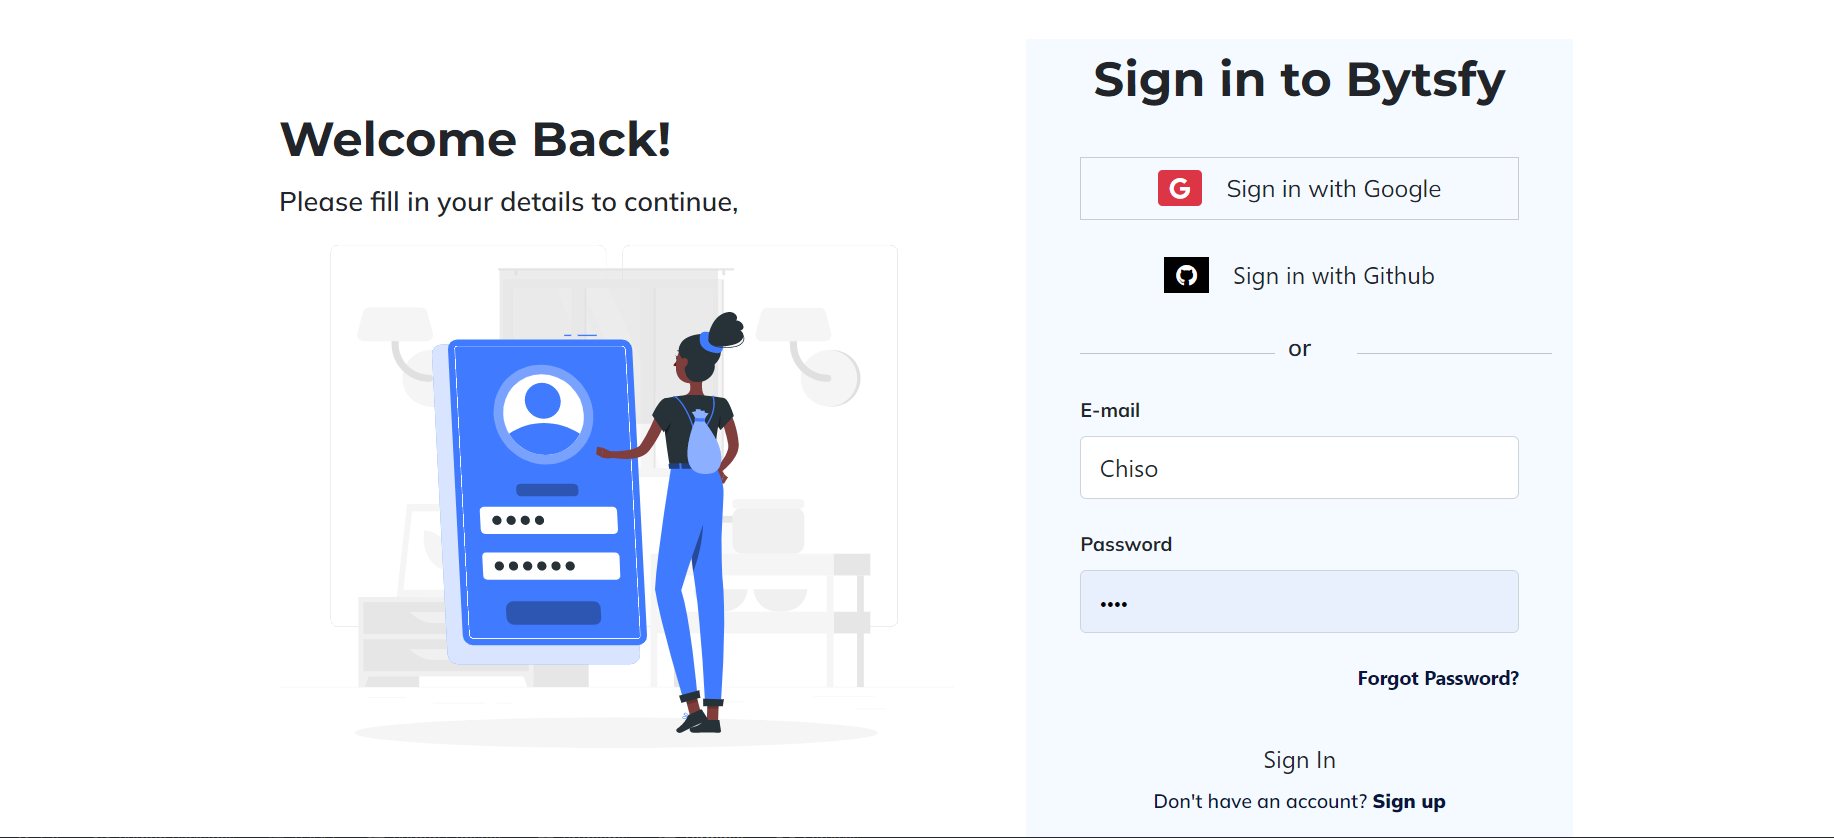 Welcome Back!
Please fill in your details to continue,
Sign in to Bytsfy
Sign in with Google
Sign in with Github
or
E-mail
Chiso
Password
••••
Forgot Password?
Sign In
Don't have an account? Sign up